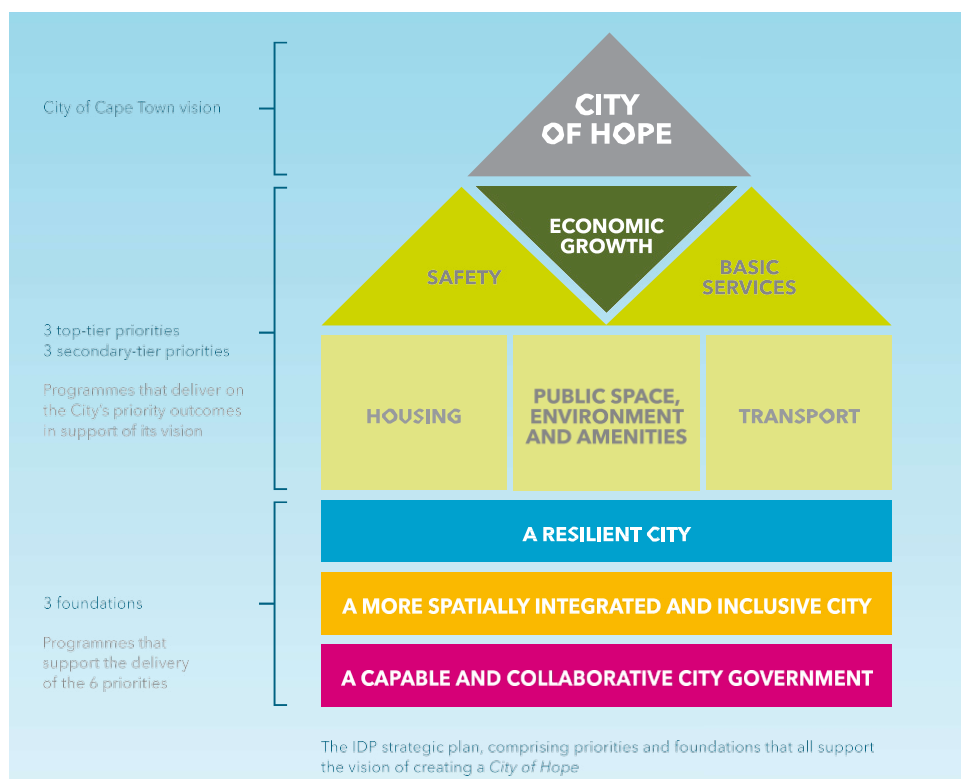 City of Cape Town vision
CITY
OF HOPE
ECONOMIC
GROWTH
SAFETY
BASIC
SERVICES
3 top-tier priorities
3 secondary-tier priorities
Programmes that deliver on
the City's priority outcomes
in support of its vision
HOUSING
PUBLIC SPACE,
ENVIRONMENT
AND AMENITIES
TRANSPORT
A RESILIENT CITY
3 foundations
Programmes that
support the delivery
of the 6 priorities
A MORE SPATIALLY INTEGRATED AND INCLUSIVE CITY
A CAPABLE AND COLLABORATIVE CITY GOVERNMENT
The IDP strategic plan, comprising priorities and foundations that all support
the vision of creating a City of Hope